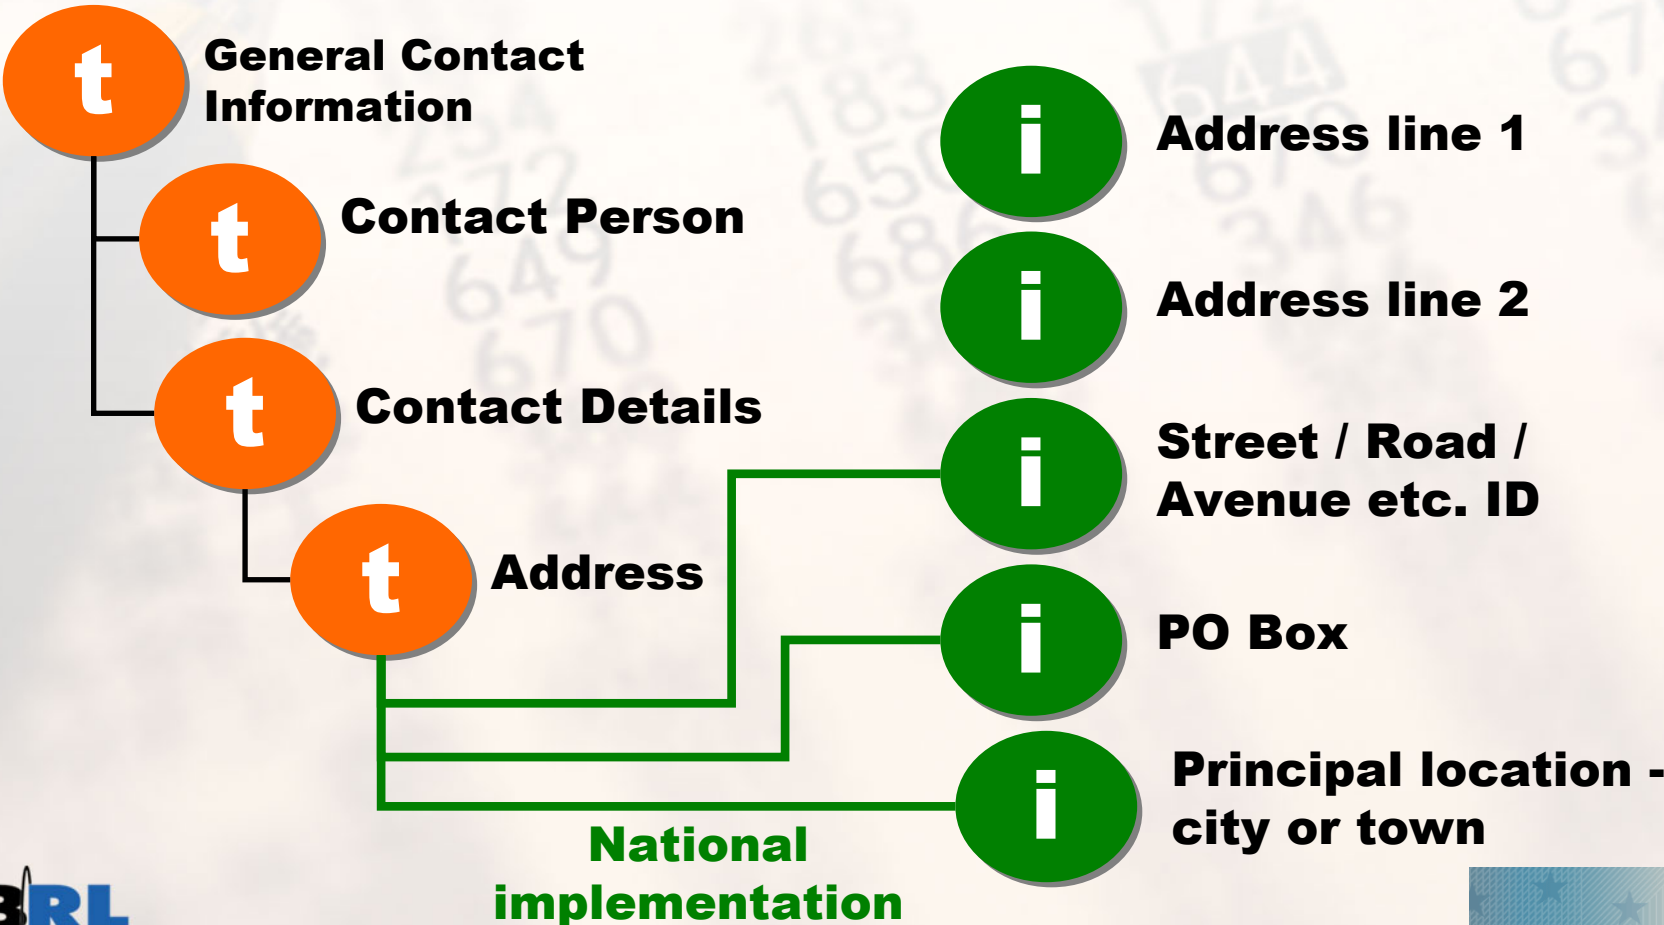 t
General Contact
Information
t
Contact Person
t
Contact Details
t
Address
i
Address line 1
i
Address line 2
i
Street / Road /
Avenue etc. ID
i
PO Box
i
Principal location -
city or town
National
implementation
BRL